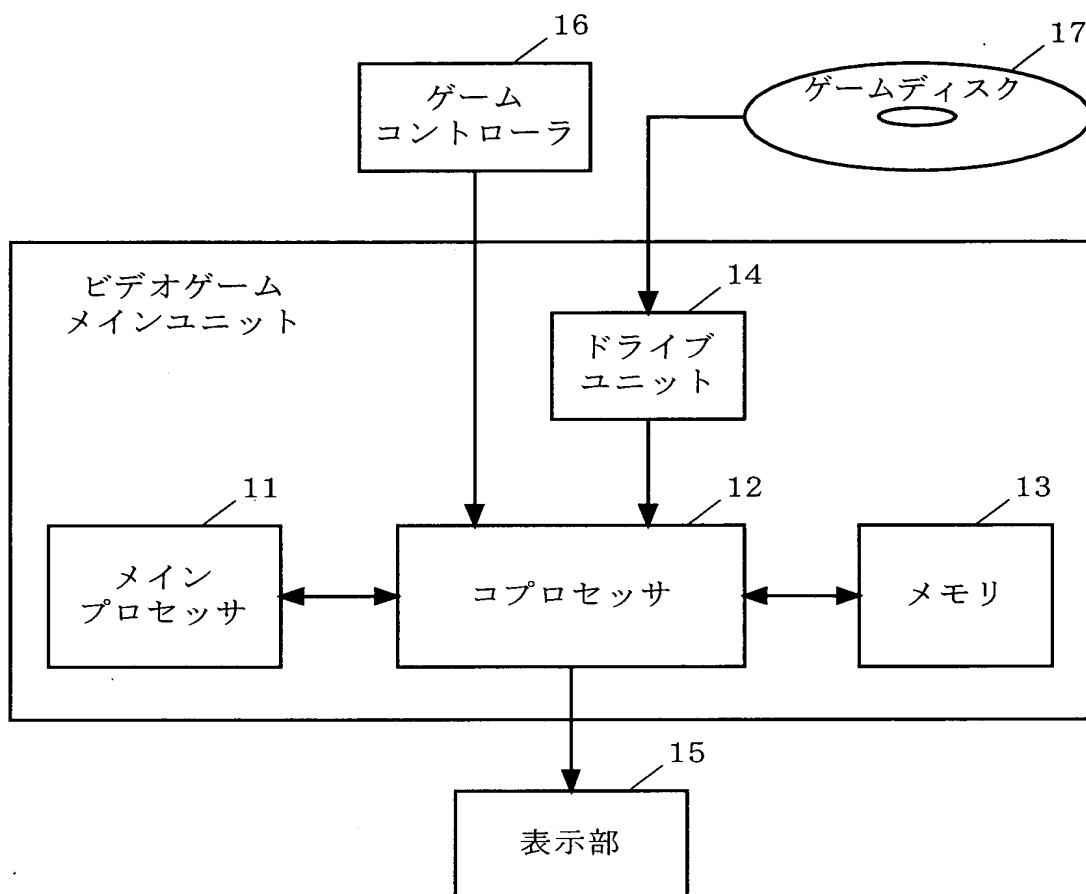 16
17
ゲーム
コントローラ
ゲームディスク
ビデオゲーム
メインユニット
14
ドライブ
ユニット
11
12
13
メイン
プロセッサ
コプロセッサ
メモリ
15
表示部